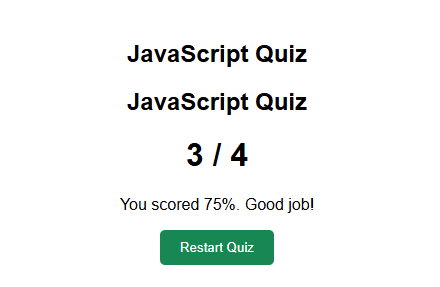 JavaScript Quiz
JavaScript Quiz
3 / 4
You scored 75%. Good job!
Restart Quiz